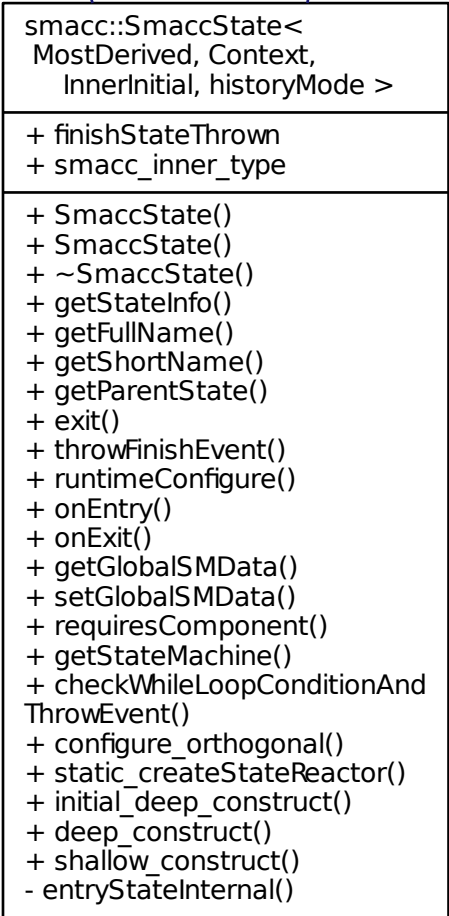 smacc::SmaccState<
MostDerived, Context,
InnerInitial, historyMode >
+ finishStateThrown
+ smacc_inner_type
+ SmaccState()
+ SmaccState()
+ ~SmaccState()
+ getStateInfo()
+ getFullName()
+ getShortName()
+ getParentState()
+ exit()
+ throwFinishEvent()
+ runtimeConfigure()
+ onEntry()
+ onExit()
+ getGlobalSMData()
+ setGlobalSMData()
+ requiresComponent()
+ getStateMachine()
+ checkWhileLoopConditionAnd
ThrowEvent()
+ configure_orthogonal()
+ static_createStateReactor()
+ initial_deep_construct()
+ deep_construct()
+ shallow_construct()
- entryStateInternal()